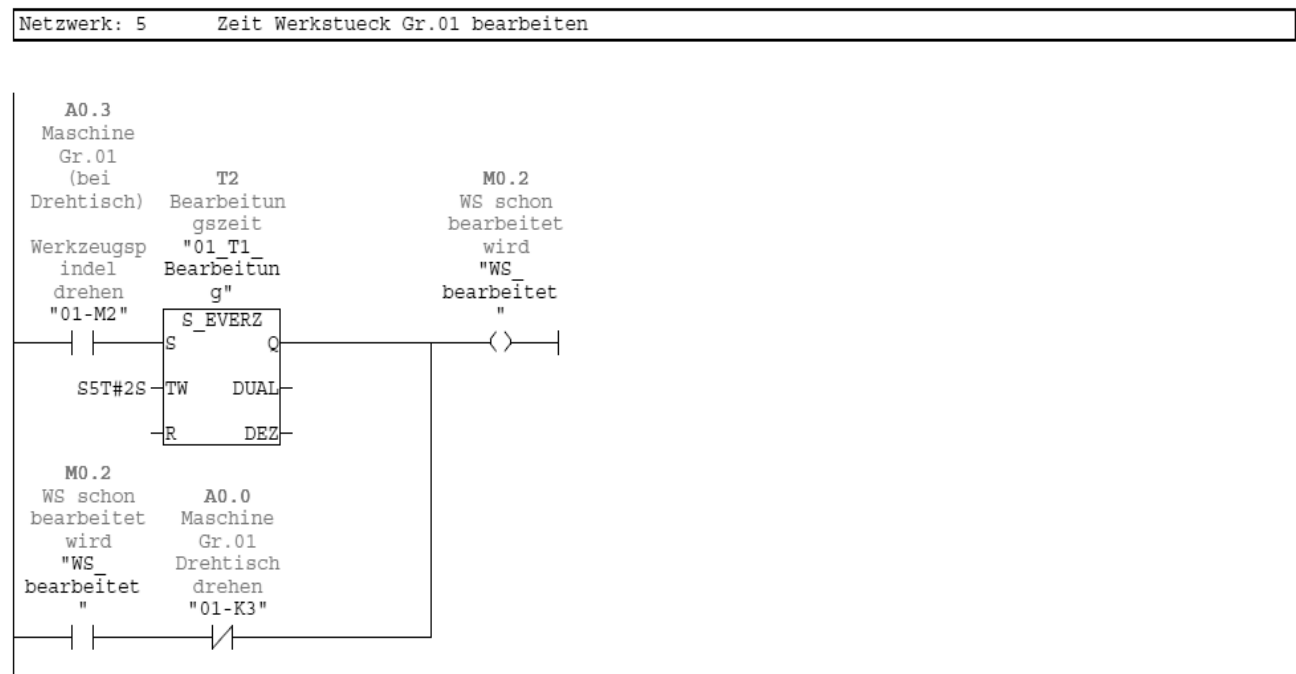 Netzwerk: 5 Zeit Werkstueck Gr.01 bearbeiten
A0.3
Maschine
Gr.01
(bei
Drehtisch)
Werkzeugsp
indel
drehen
"01-M2"
T2
Bearbeitun
gszeit
"01_T1_
Bearbeitun
g"
S_EVERZ
S Q
S5T#2S TW DUAL
R DEZ
M0.2
WS schon
bearbeitet
wird
"WS_
bearbeitet
"
M0.2
WS schon
bearbeitet
wird
"WS_
bearbeitet
"
A0.0
Maschine
Gr.01
Drehtisch
drehen
"01-K3"